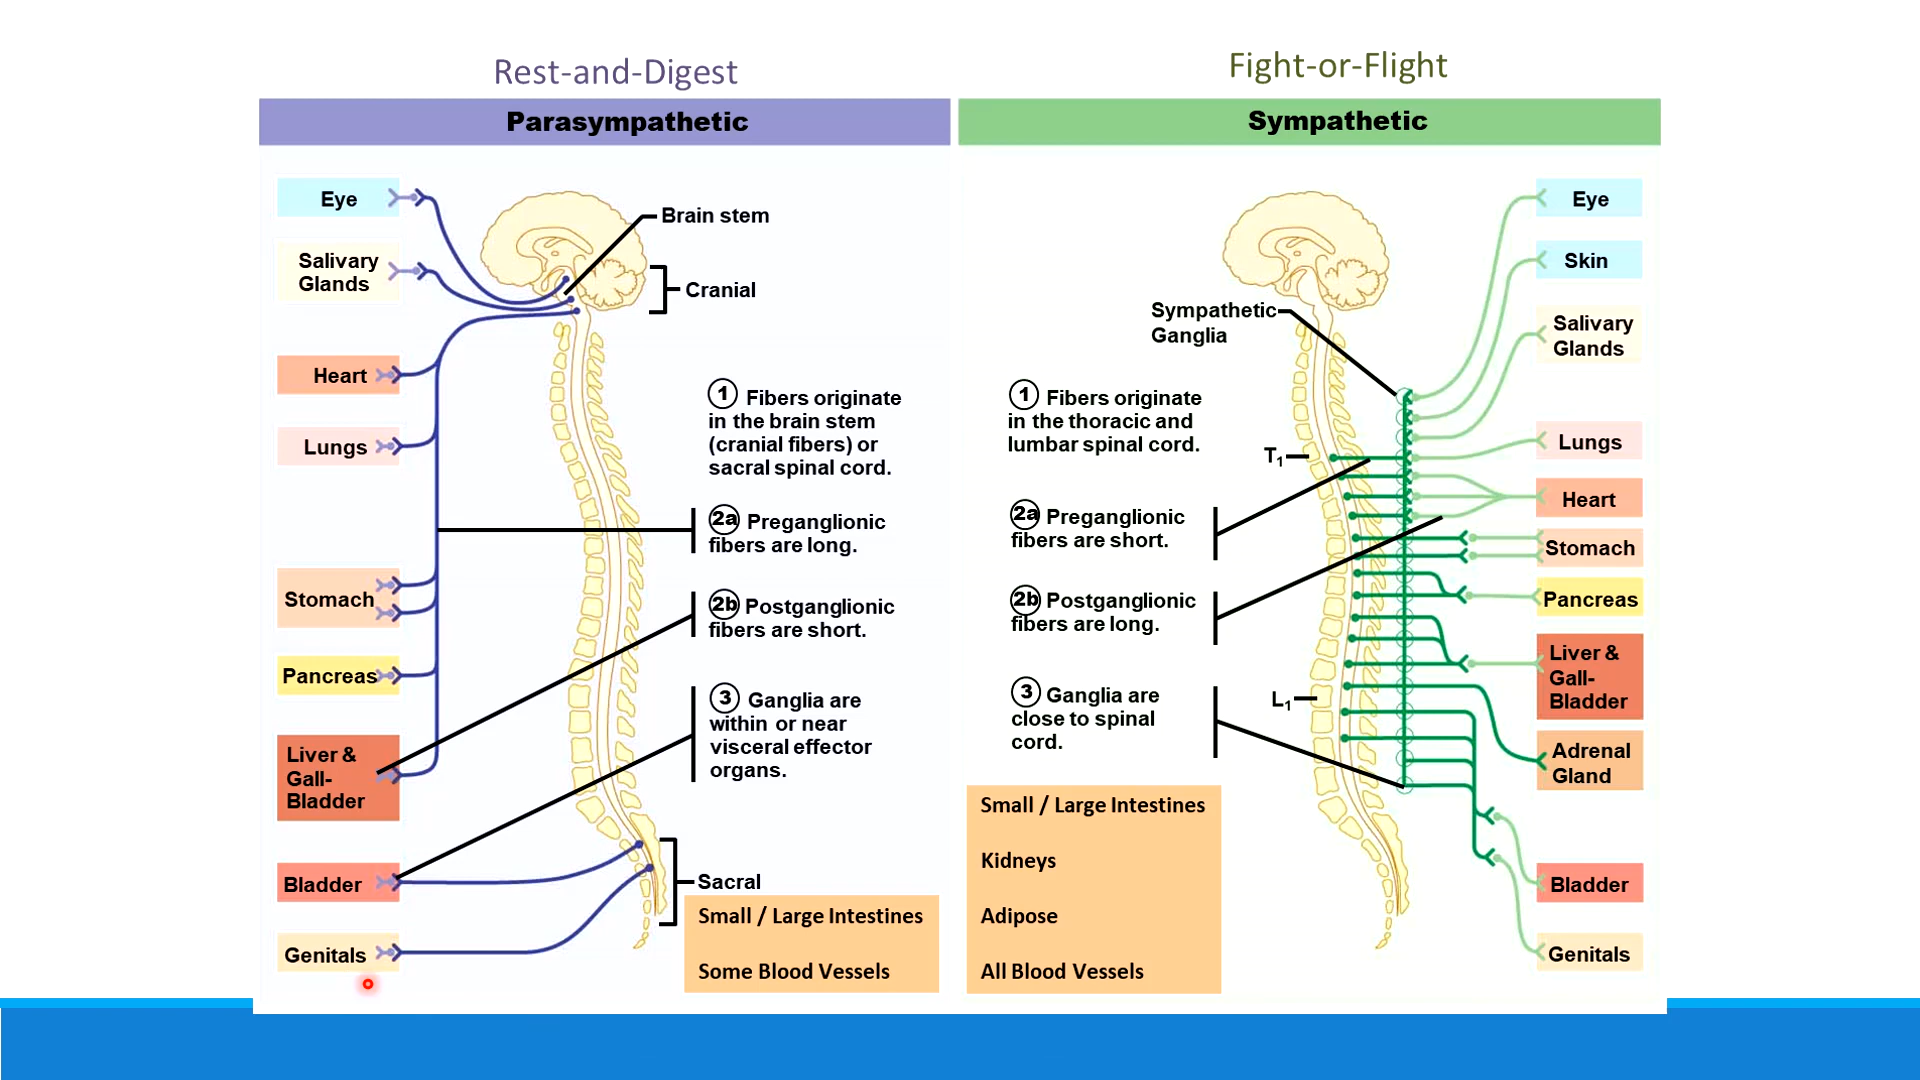 Rest-and-Digest
Parasympathetic
Eye
Salivary
Glands
Heart
Lungs
Stomach
Pancreas
Liver &
Gall-
Bladder
Bladder
Genitals
Brain stem
Cranial
1 Fibers originate
in the brain stem
(cranial fibers) or
sacral spinal cord.
2a Preganglionic
fibers are long.
2b Postganglionic
fibers are short.
3 Ganglia are
within or near
visceral effector
organs.
Sacral
Small / Large Intestines
Some Blood Vessels
Fight-or-Flight
Sympathetic
Sympathetic
Ganglia
1 Fibers originate
in the thoracic and
lumbar spinal cord.
T1
2a Preganglionic
fibers are short.
2b Postganglionic
fibers are long.
3 Ganglia are
close to spinal
cord.
L1
Small / Large Intestines
Kidneys
Adipose
All Blood Vessels
Eye
Skin
Salivary
Glands
Lungs
Heart
Stomach
Pancreas
Liver &
Gall-
Bladder
Adrenal
Gland
Bladder
Genitals